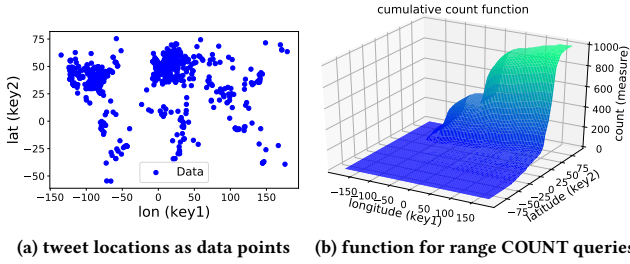 cumulative count function
75
50
25
0
−25
−50
−150 −100 −50 0 50 100 150
lat (key2)
lon (key1)
Data
1000
800
600
400
200
0
count (measure)
−150
−100
−50
0
50
100
150
longitude (key1)
−75
−50
−25
0
25
50
75
latitude (key2)
(a) tweet locations as data points
(b) function for range COUNT queries